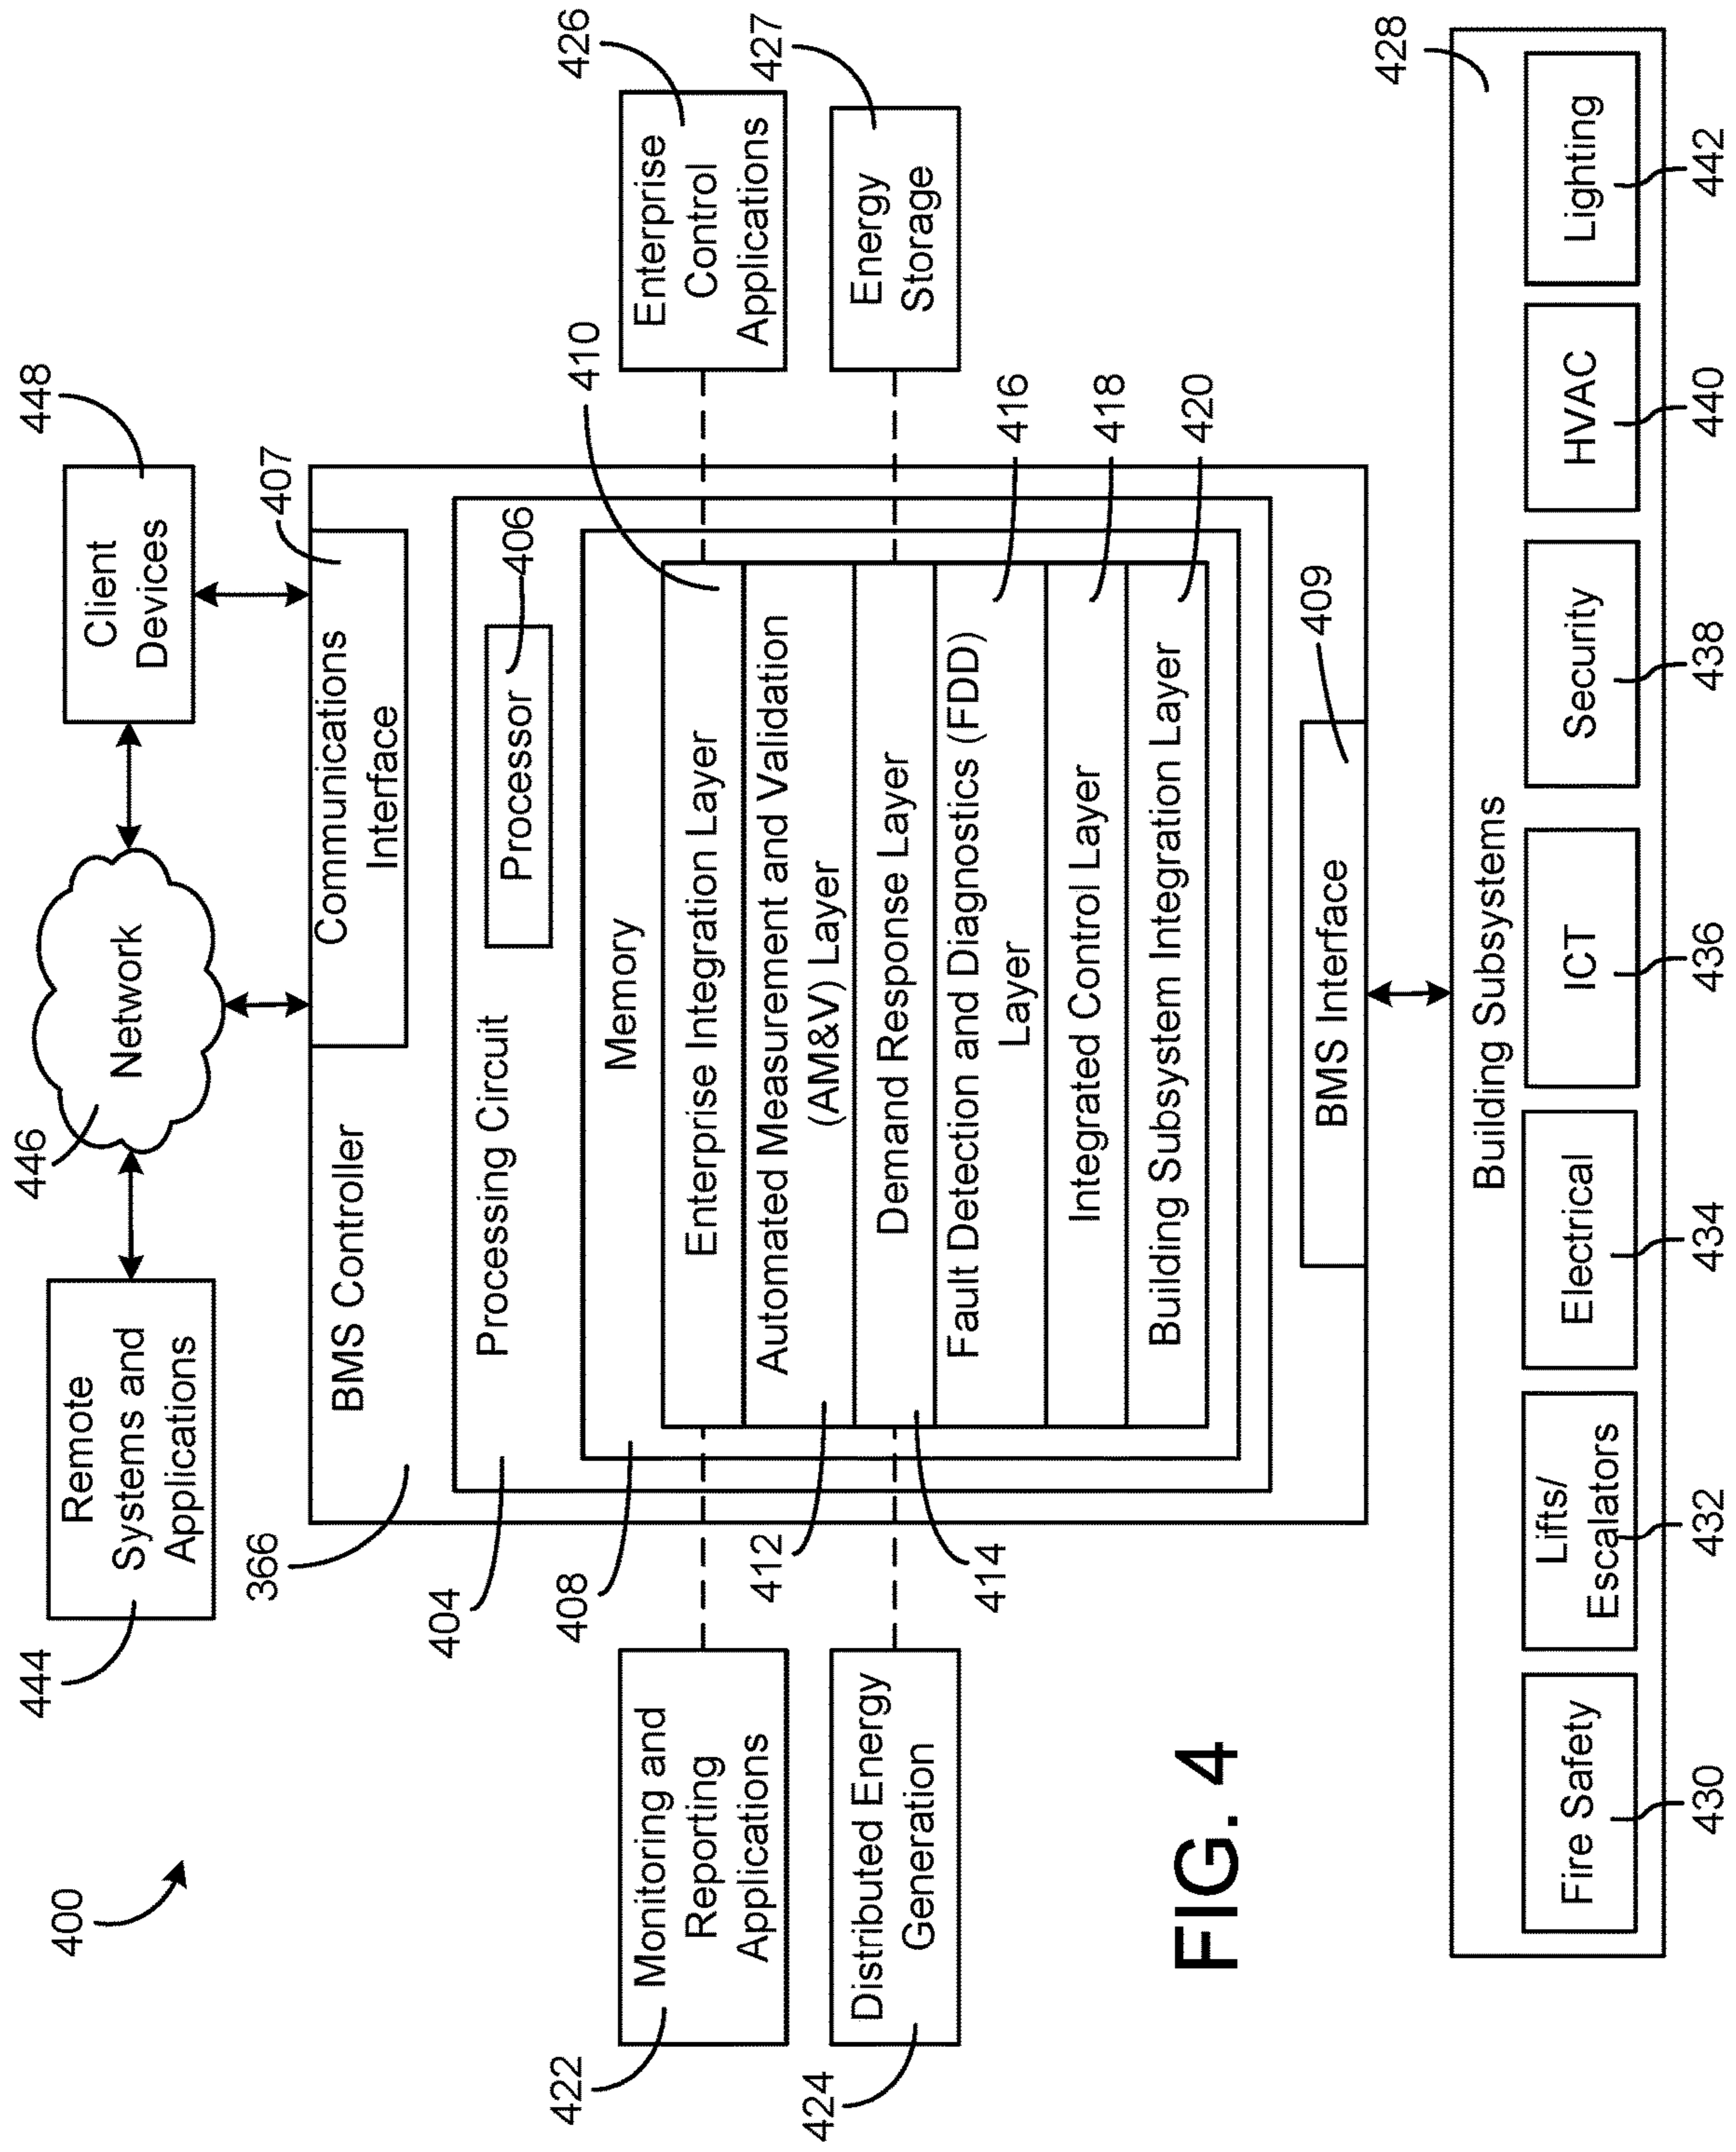 400
444
Remote
Systems and
Applications
446
Network
448
Client
Devices
366
BMS Controller
407
Communications
Interface
404
Processing Circuit
Processor
406
408
Memory
410
Enterprise Integration Layer
Automated Measurement and Validation
(AM&V) Layer
412
Demand Response Layer
414
Fault Detection and Diagnostics (FDD)
Layer
416
Integrated Control Layer
418
Building Subsystem Integration Layer
420
422
Monitoring and
Reporting
Applications
424
Distributed Energy
Generation
426
Enterprise
Control
Applications
427
Energy
Storage
BMS Interface
409
FIG. 4
428
Building Subsystems
Fire Safety
Lifts/
Escalators
Electrical
ICT
Security
HVAC
Lighting
430
432
434
436
438
440
442